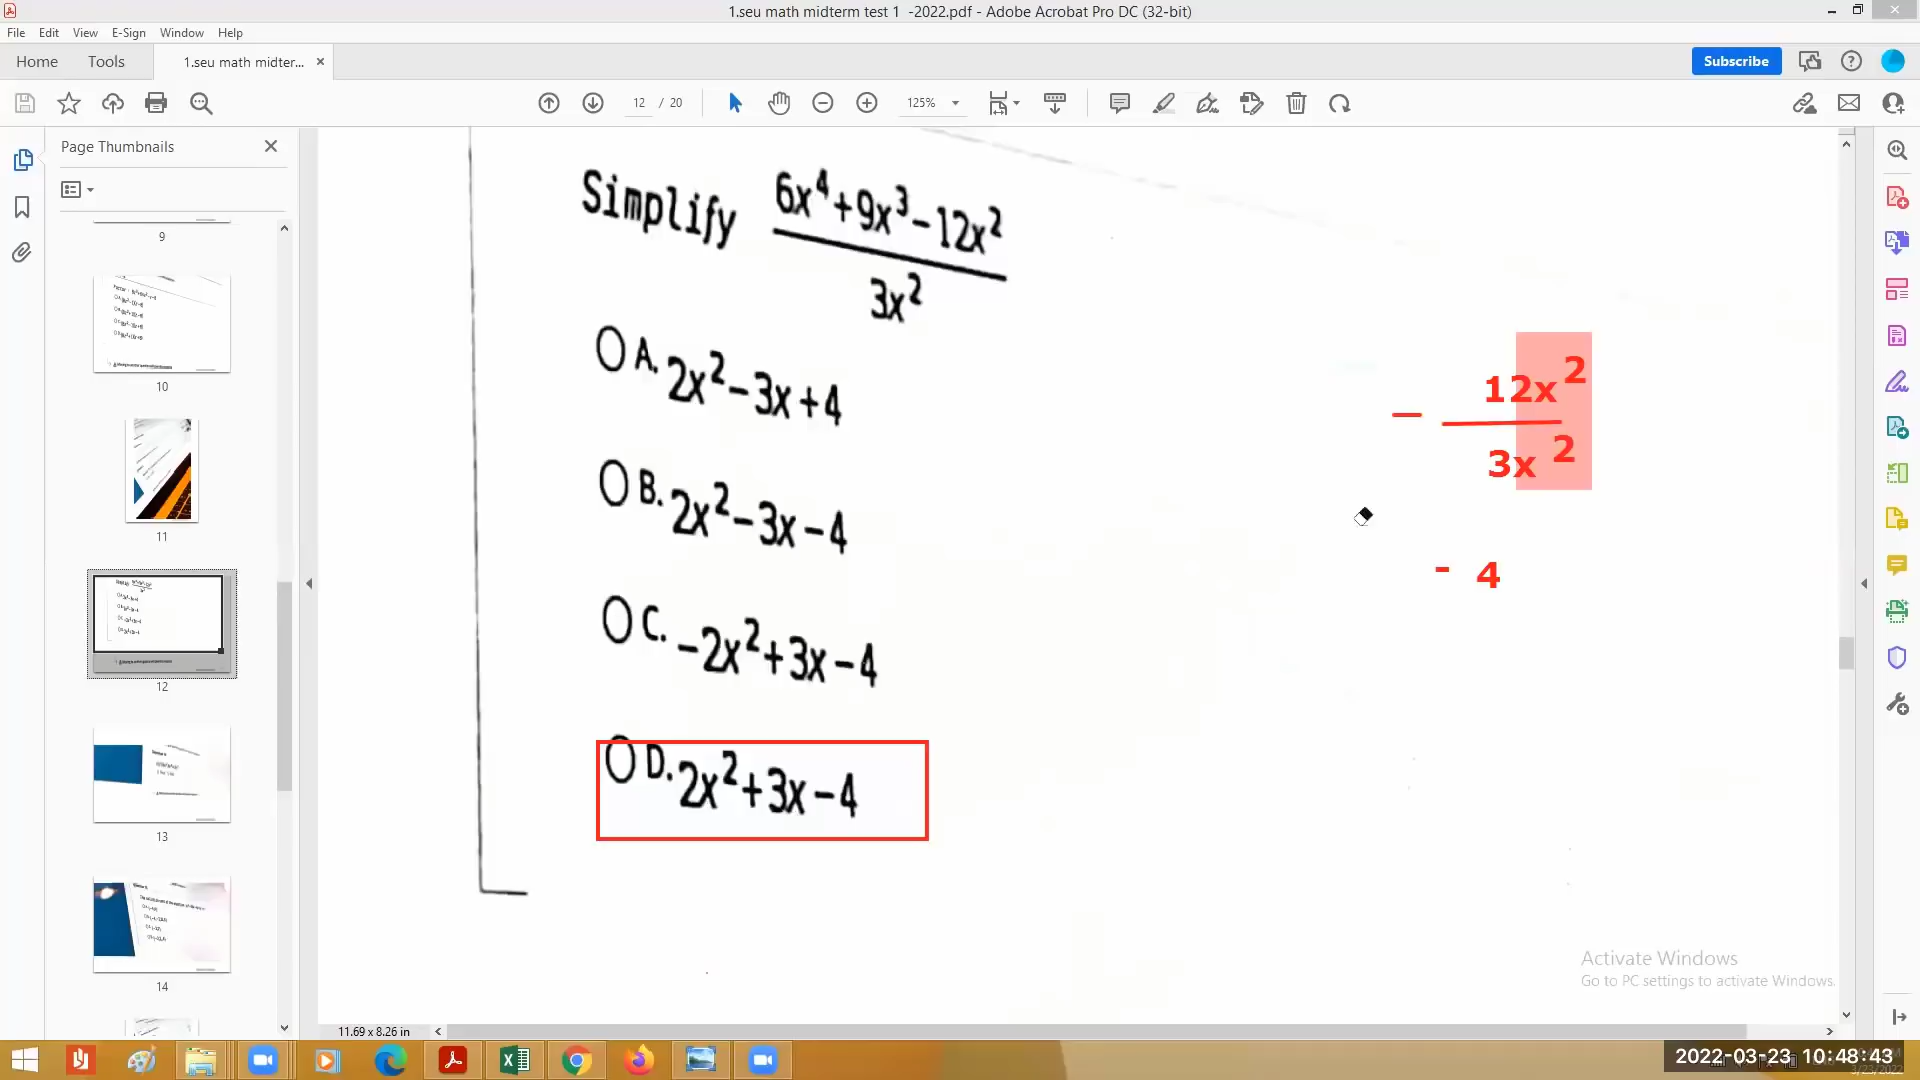 1.seu math midterm test 1 -2022.pdf - Adobe Acrobat Pro DC (32-bit)
File Edit View E-Sign Window Help
Home Tools 1.seu math midter... ×
Subscribe
12 / 20
125%
Page Thumbnails
9
10
11
12
13
14
Simplify (6x⁴+9x³-12x²)/(3x²)
A. 2x²-3x+4
B. 2x²-3x-4
C. -2x²+3x-4
D. 2x²+3x-4
- 12x²
3x²
- 4
Activate Windows
Go to PC settings to activate Windows.
11.69 x 8.26 in
2022-03-23 10:48:43
3/23/2022